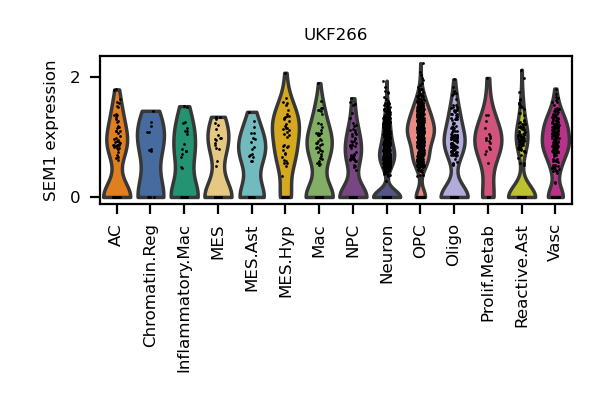 UKF266
SEM1 expression
2
0
AC
Chromatin.Reg
Inflammatory.Mac
MES
MES.Ast
MES.Hyp
Mac
NPC
Neuron
OPC
Oligo
Prolif.Metab
Reactive.Ast
Vasc